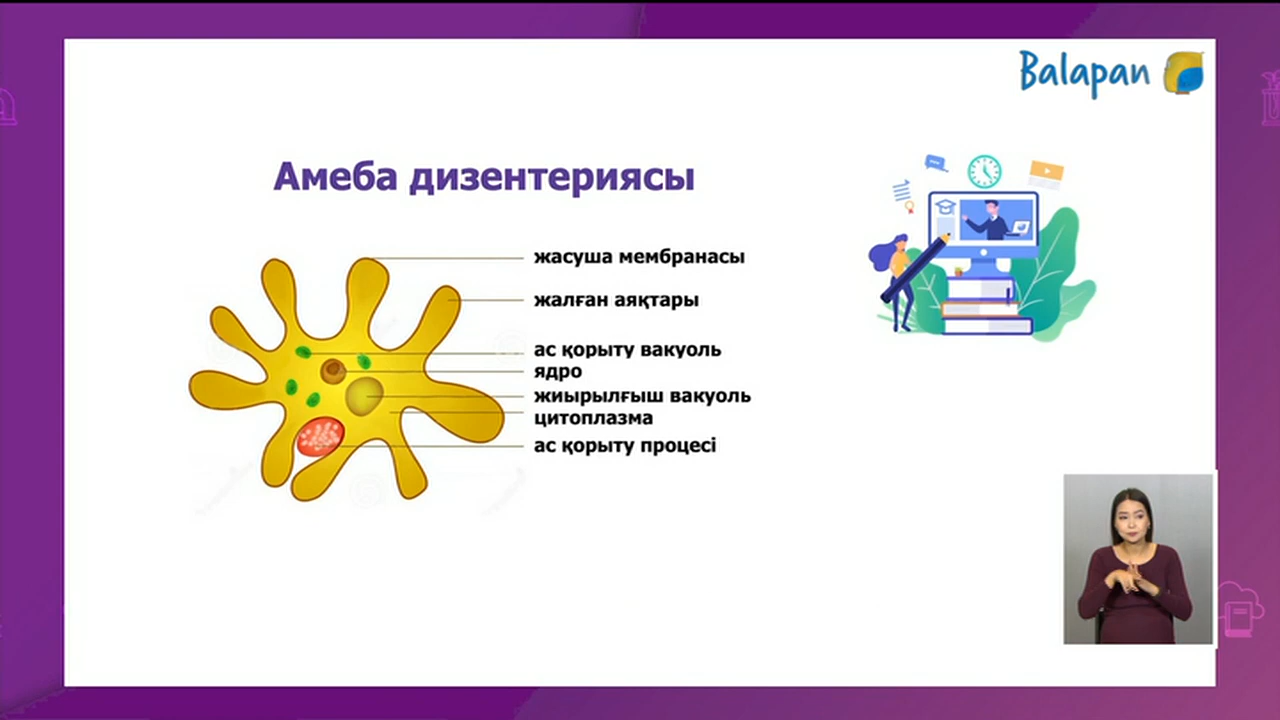 Balapan
Амеба дизентериясы
жасуша мембранасы
жалған аяқтары
ас қорыту вакуоль
ядро
жиырылғыш вакуоль
цитоплазма
ас қорыту процесі